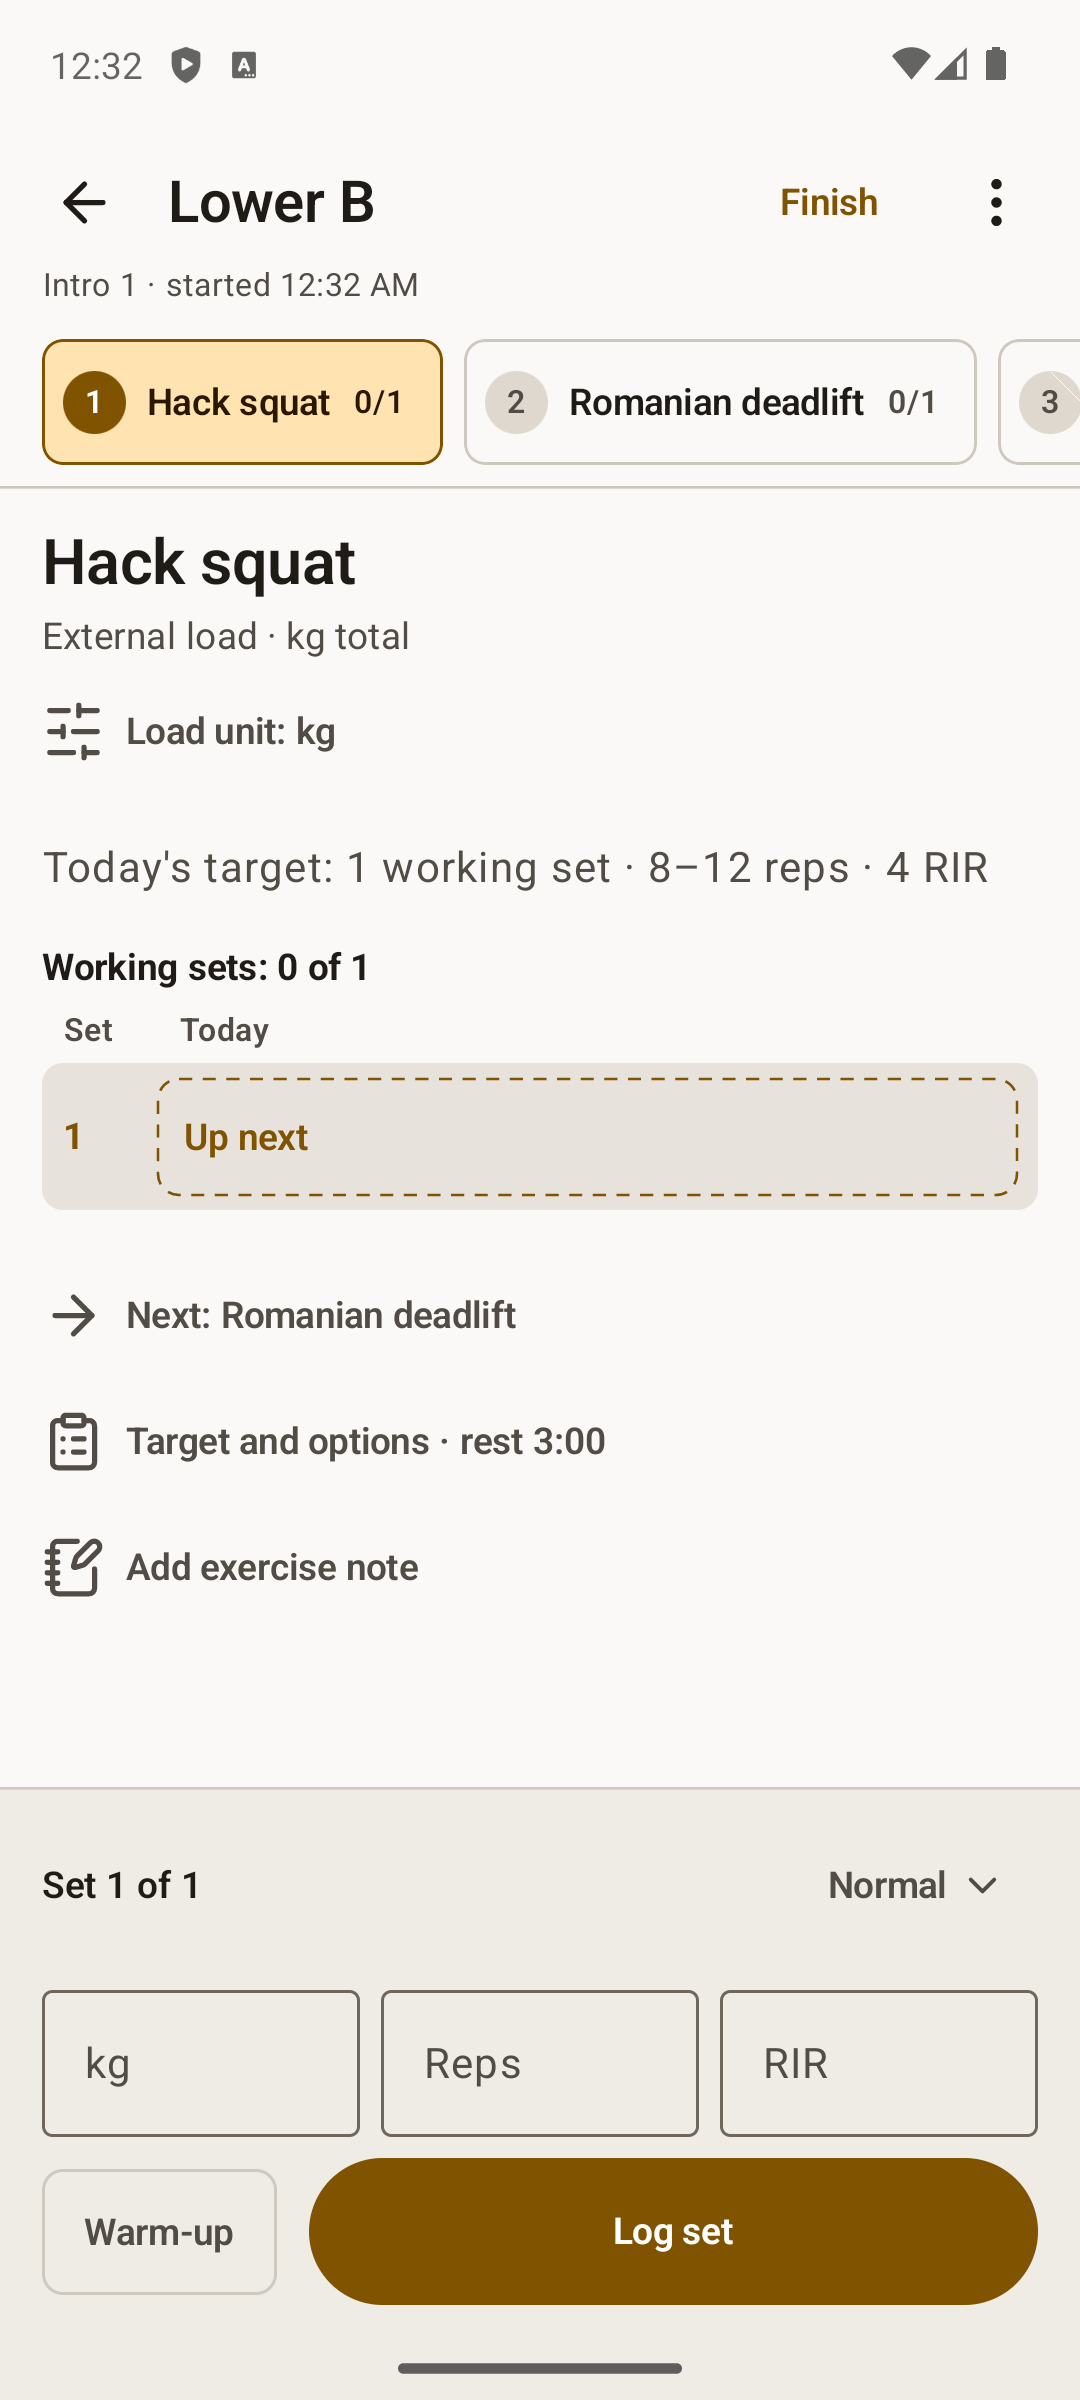 12:32
Lower B
Finish
Intro 1 · started 12:32 AM
1 Hack squat 0/1
2 Romanian deadlift 0/1
3
Hack squat
External load · kg total
Load unit: kg
Today's target: 1 working set · 8–12 reps · 4 RIR
Working sets: 0 of 1
Set Today
1 Up next
Next: Romanian deadlift
Target and options · rest 3:00
Add exercise note
Set 1 of 1
Normal
kg
Reps
RIR
Warm-up
Log set